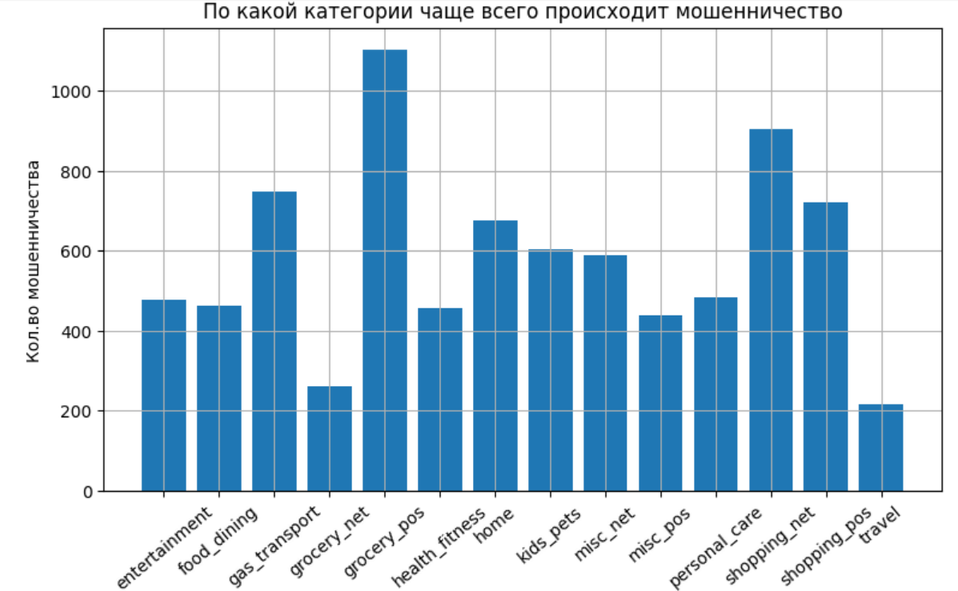 По какой категории чаще всего происходит мошенничество
Кол.во мошенничества
1000
800
600
400
200
0
entertainment
food_dining
gas_transport
grocery_net
grocery_pos
health_fitness
home
kids_pets
misc_net
misc_pos
personal_care
shopping_net
shopping_pos
travel